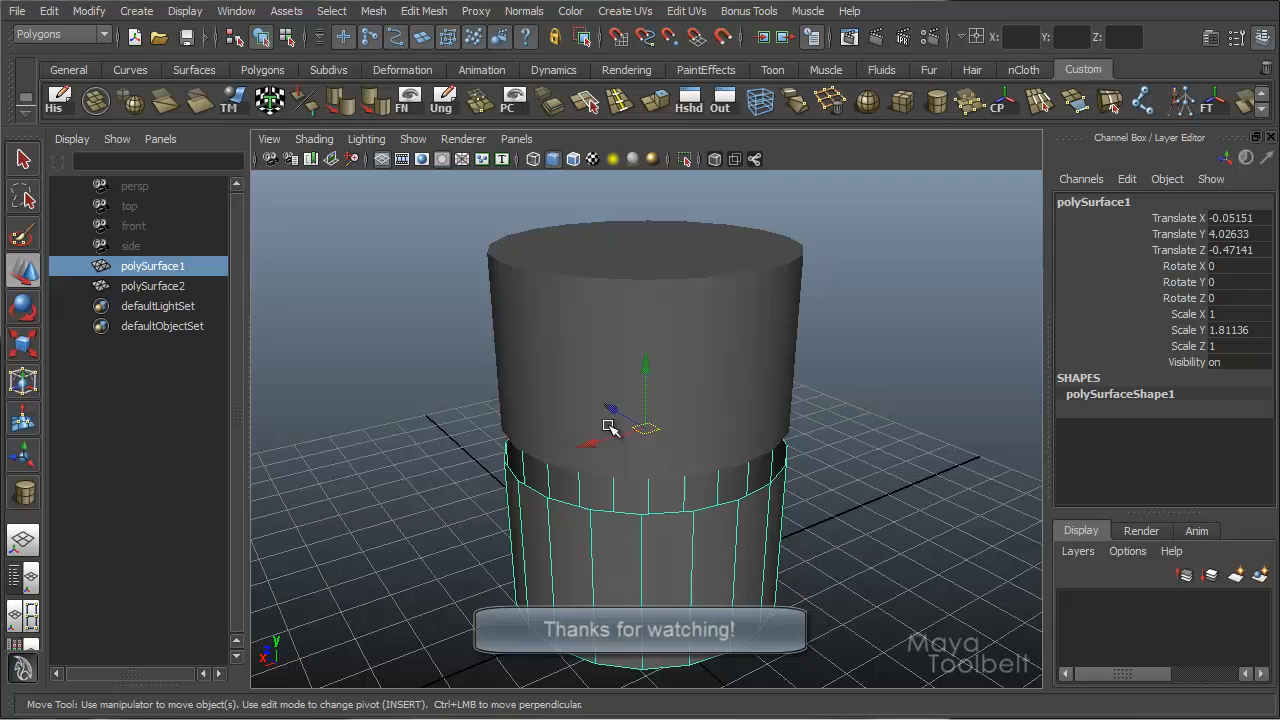 File Edit Modify Create Display Window Assets Select Mesh Edit Mesh Proxy Normals Color Create UVs Edit UVs Bonus Tools Muscle Help
Polygons X: Y: Z:
General Curves Surfaces Polygons Subdivs Deformation Animation Dynamics Rendering PaintEffects Toon Muscle Fluids Fur Hair nCloth Custom
His TM FN Ung PC Hshd Out CP FT
Display Show Panels
View Shading Lighting Show Renderer Panels
Channel Box / Layer Editor
Channels Edit Object Show
persp
top
front
side
polySurface1
polySurface2
defaultLightSet
defaultObjectSet
polySurface1
Translate X -0.05151
Translate Y 4.02633
Translate Z -0.47141
Rotate X 0
Rotate Y 0
Rotate Z 0
Scale X 1
Scale Y 1.81136
Scale Z 1
Visibility on
SHAPES
polySurfaceShape1
Display Render Anim
Layers Options Help
Thanks for watching!
Maya
Toolbelt
y
x
z
Move Tool: Use manipulator to move object(s). Use edit mode to change pivot (INSERT). Ctrl+LMB to move perpendicular.